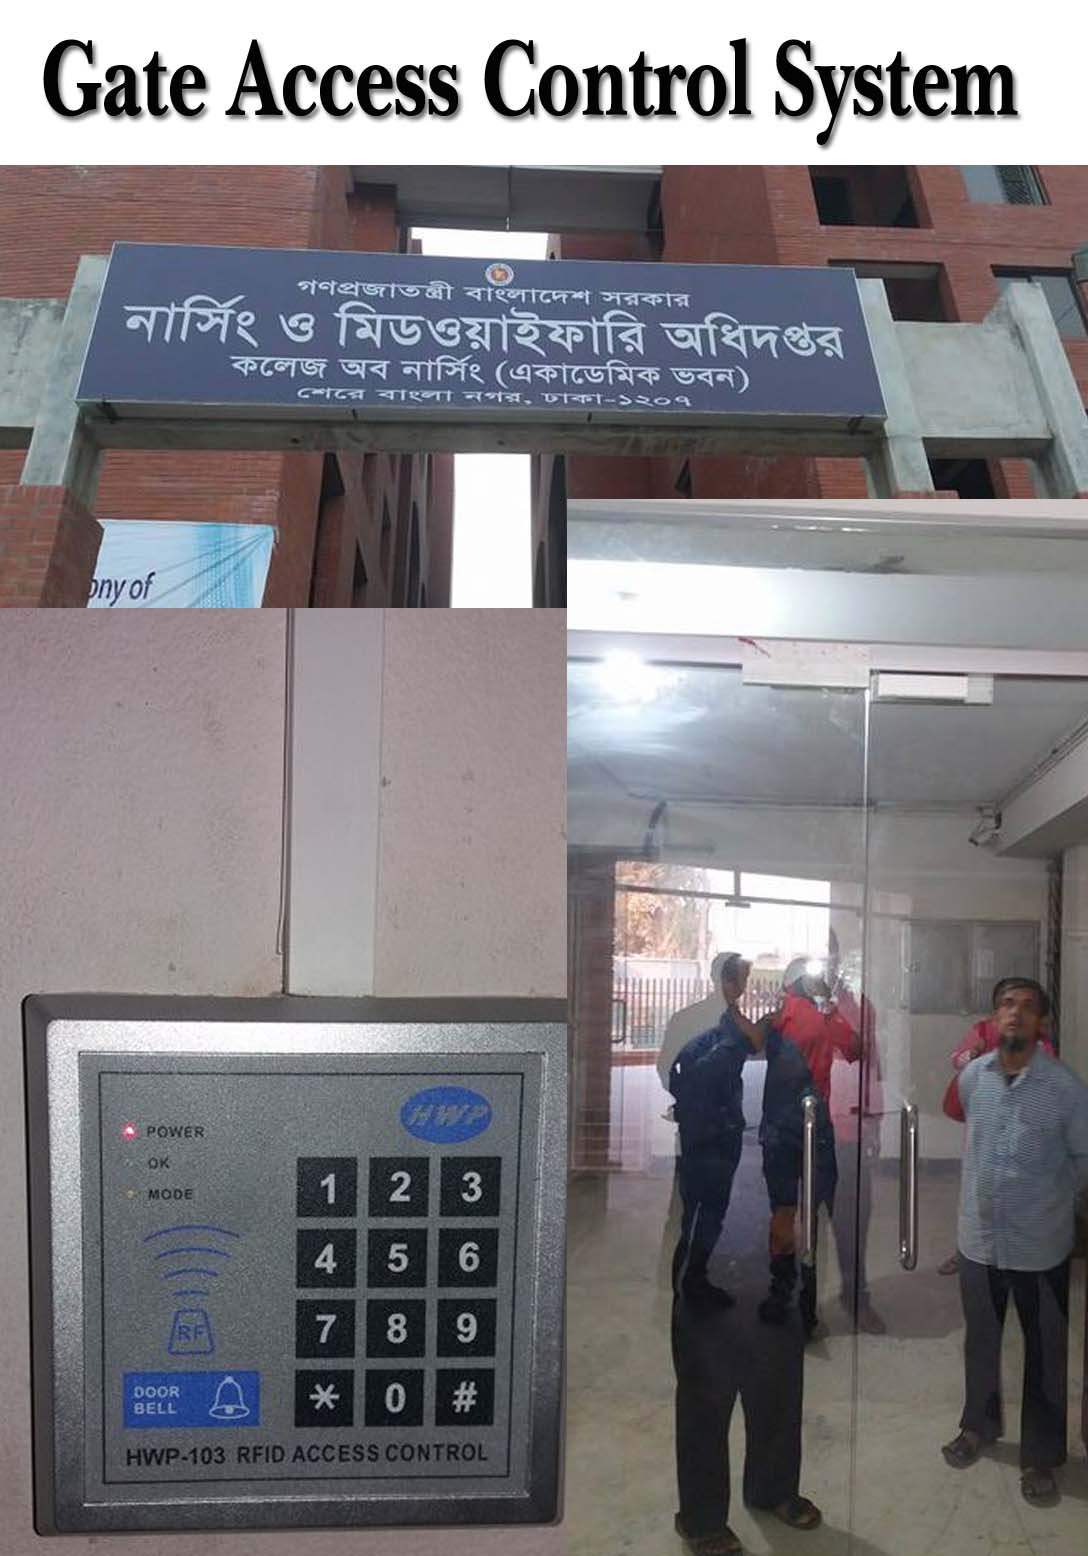 Gate Access Control System
গণপ্রজাতন্ত্রী বাংলাদেশ সরকার
নার্সিং ও মিডওয়াইফারি অধিদপ্তর
কলেজ অব নার্সিং (একাডেমিক ভবন)
শেরে বাংলা নগর, ঢাকা-১২০৭
ony of
HWP
POWER
OK
MODE
1 2 3
4 5 6
7 8 9
* 0 #
RF
DOOR
BELL
HWP-103 RFID ACCESS CONTROL